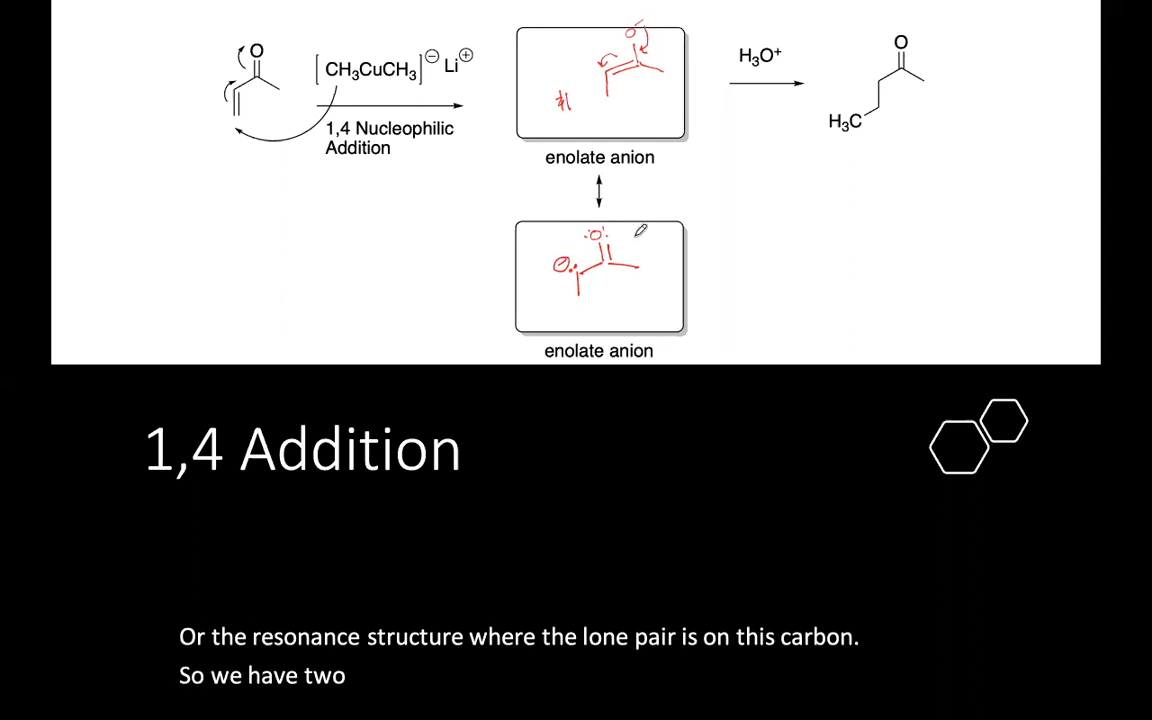 O
[CH₃CuCH₃]⊖ Li⊕
1,4 Nucleophilic
Addition
O⁻
enolate anion
H₃O⁺
O
H₃C
:O:
⊖:
enolate anion
1,4 Addition
Or the resonance structure where the lone pair is on this carbon.
So we have two